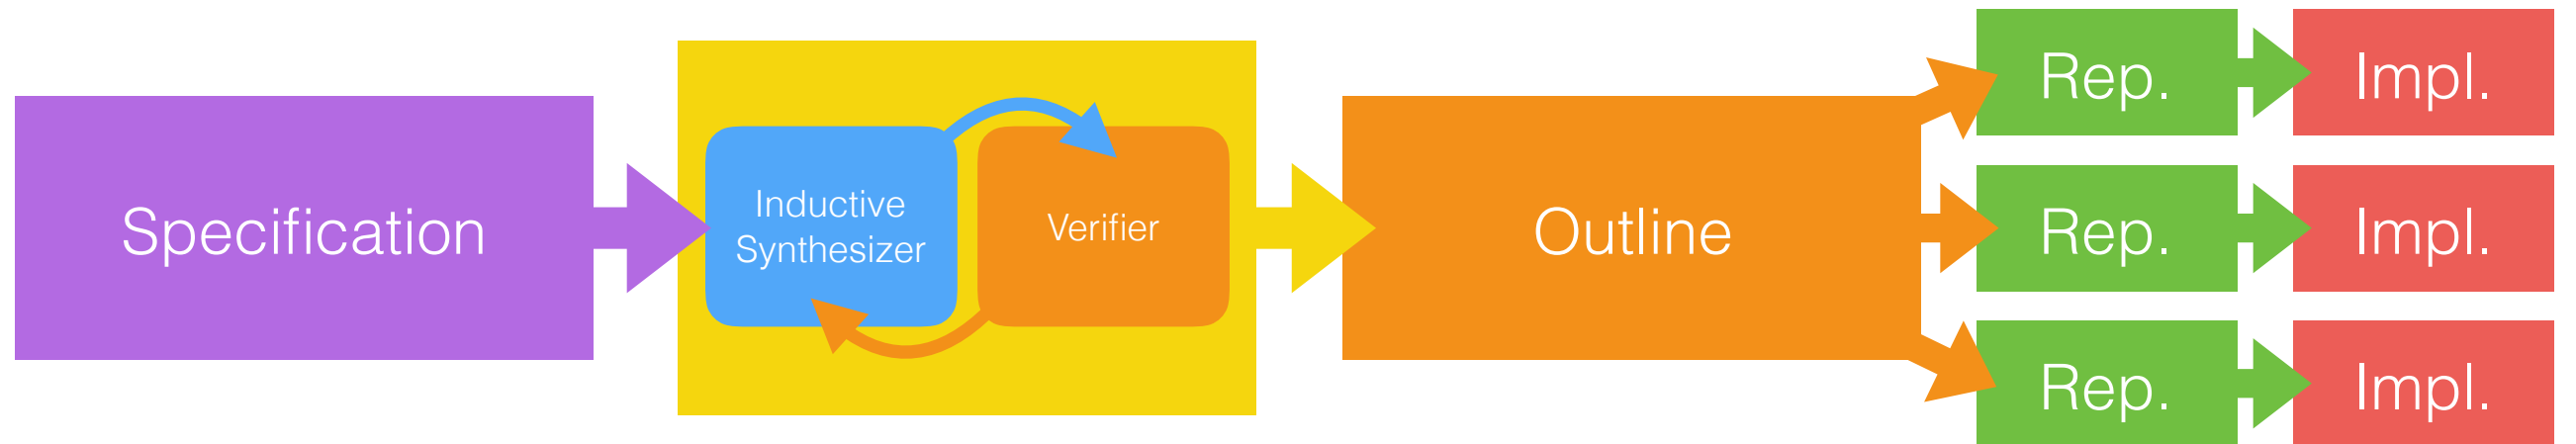 Specification
Inductive
Synthesizer
Verifier
Outline
Rep.
Impl.
Rep.
Impl.
Rep.
Impl.